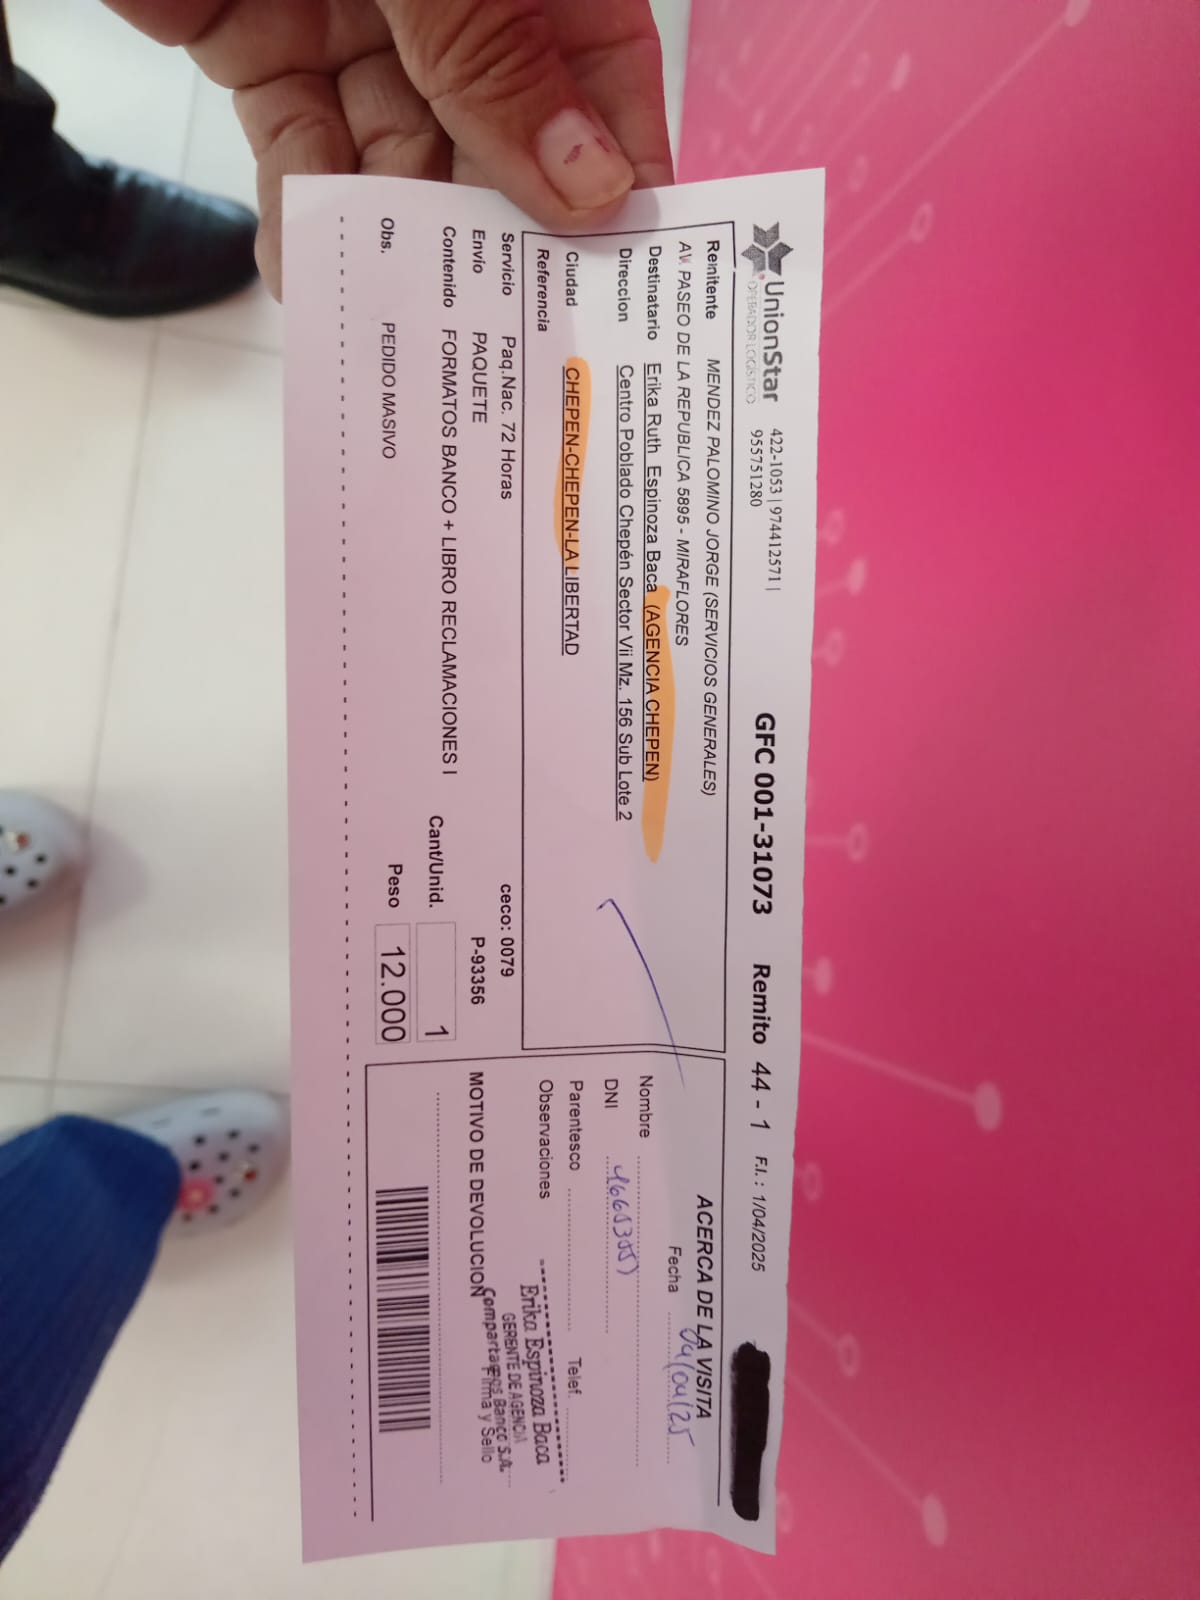 UnionStar
OPERADOR LOGISTICO
422-1053 | 974412571 |
955751280
GFC 001-31073
Remito 44 - 1
F.I. : 1/04/2025
Remitente MENDEZ PALOMINO JORGE (SERVICIOS GENERALES)
AV. PASEO DE LA REPUBLICA 5895 - MIRAFLORES
Destinatario Erika Ruth Espinoza Baca (AGENCIA CHEPEN)
Direccion Centro Poblado Chepén Sector Vii Mz. 156 Sub Lote 2
Ciudad CHEPEN-CHEPEN-LA LIBERTAD
Referencia
Servicio Paq.Nac. 72 Horas ceco: 0079
Envio PAQUETE P-93356
Contenido FORMATOS BANCO + LIBRO RECLAMACIONES I
Cant/Unid. 1
Obs. PEDIDO MASIVO
Peso 12.000
ACERCA DE LA VISITA
Fecha 04/04/25
Nombre
DNI
Parentesco Telef.
Observaciones
MOTIVO DE DEVOLUCION
Erika Espinoza Baca
GERENTE DE AGENCIA
Compartamos Banco S.A.
Firma y Sello